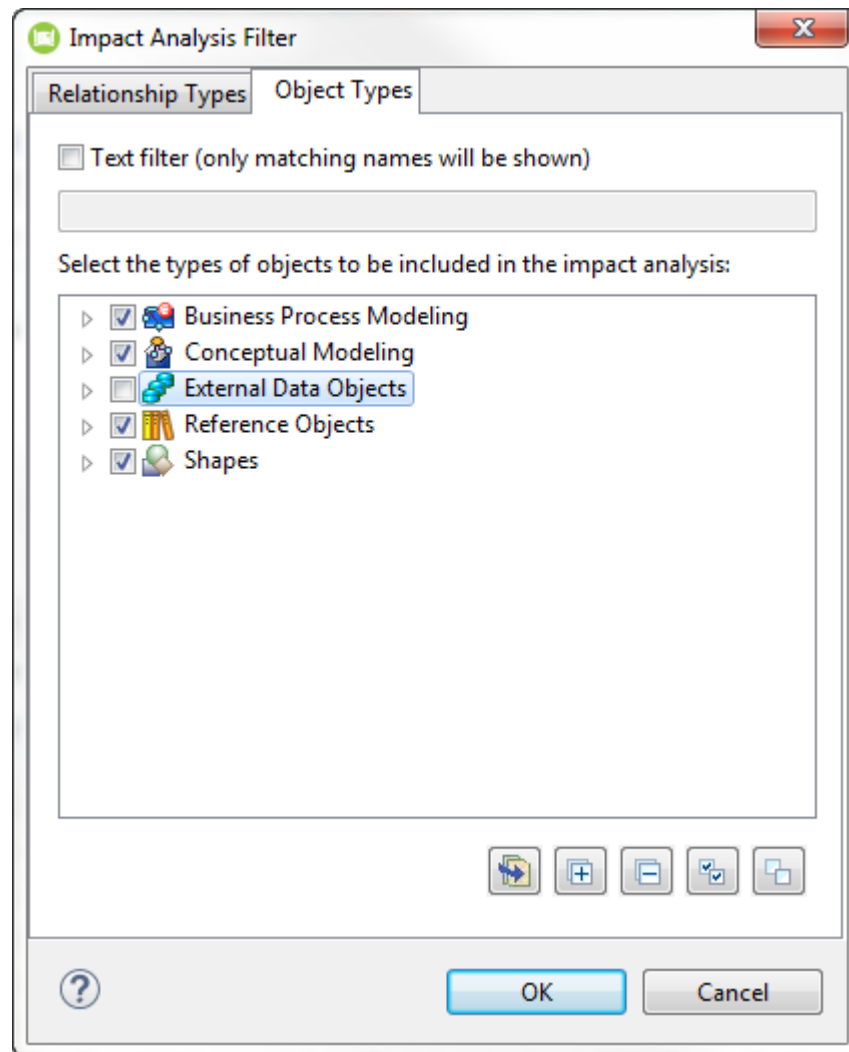 Impact Analysis Filter
Relationship Types
Object Types
Text filter (only matching names will be shown)
Select the types of objects to be included in the impact analysis:
Business Process Modeling
Conceptual Modeling
External Data Objects
Reference Objects
Shapes
OK
Cancel